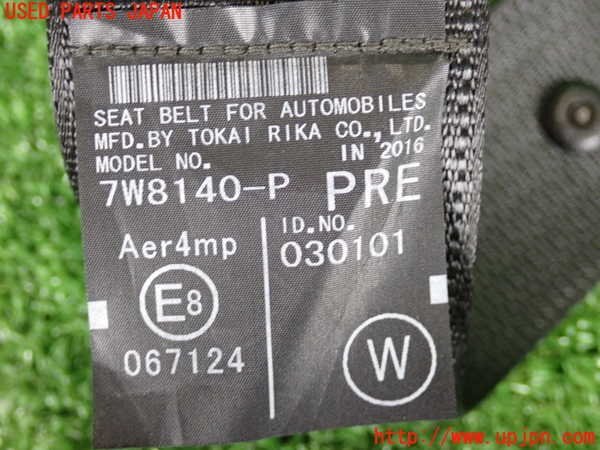 USED PARTS JAPAN
SEAT BELT FOR AUTOMOBILES
MFD.BY TOKAI RIKA CO.,LTD.
MODEL NO. IN 2016
7W8140-P PRE
Aer4mp
ID.NO.
030101
E8
067124
W
http://www.upjpn.com